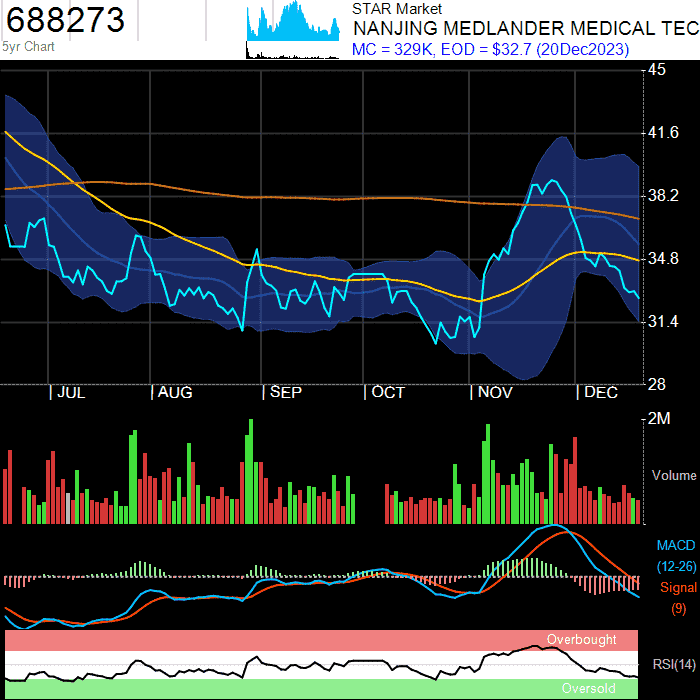 688273
5yr Chart
STAR Market
NANJING MEDLANDER MEDICAL TEC
MC = 329K, EOD = $32.7 (20Dec2023)
45
41.6
38.2
34.8
31.4
28
JUL
AUG
SEP
OCT
NOV
DEC
2M
Volume
MACD
(12-26)
Signal
(9)
Overbought
RSI(14)
Oversold